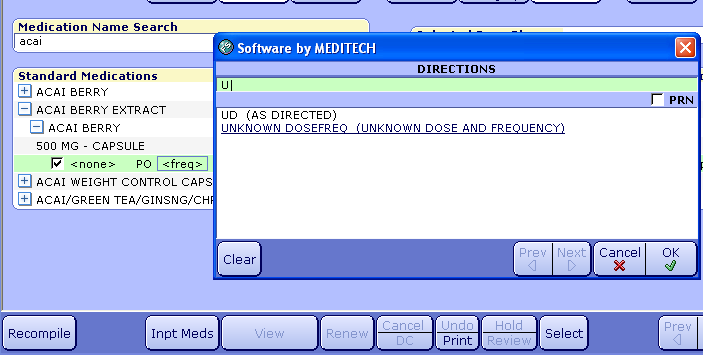 Medication Name Search
acai
Standard Medications
ACAI BERRY
ACAI BERRY EXTRACT
ACAI BERRY
500 MG - CAPSULE
<none> PO <freq>
ACAI WEIGHT CONTROL CAPS
ACAI/GREEN TEA/GINSNG/CHR
Software by MEDITECH
DIRECTIONS
U
PRN
UD (AS DIRECTED)
UNKNOWN DOSEFREQ (UNKNOWN DOSE AND FREQUENCY)
Clear
Prev
Next
Cancel
OK
Recompile
Inpt Meds
View
Renew
Cancel
DC
Undo
Print
Hold
Review
Select
Prev